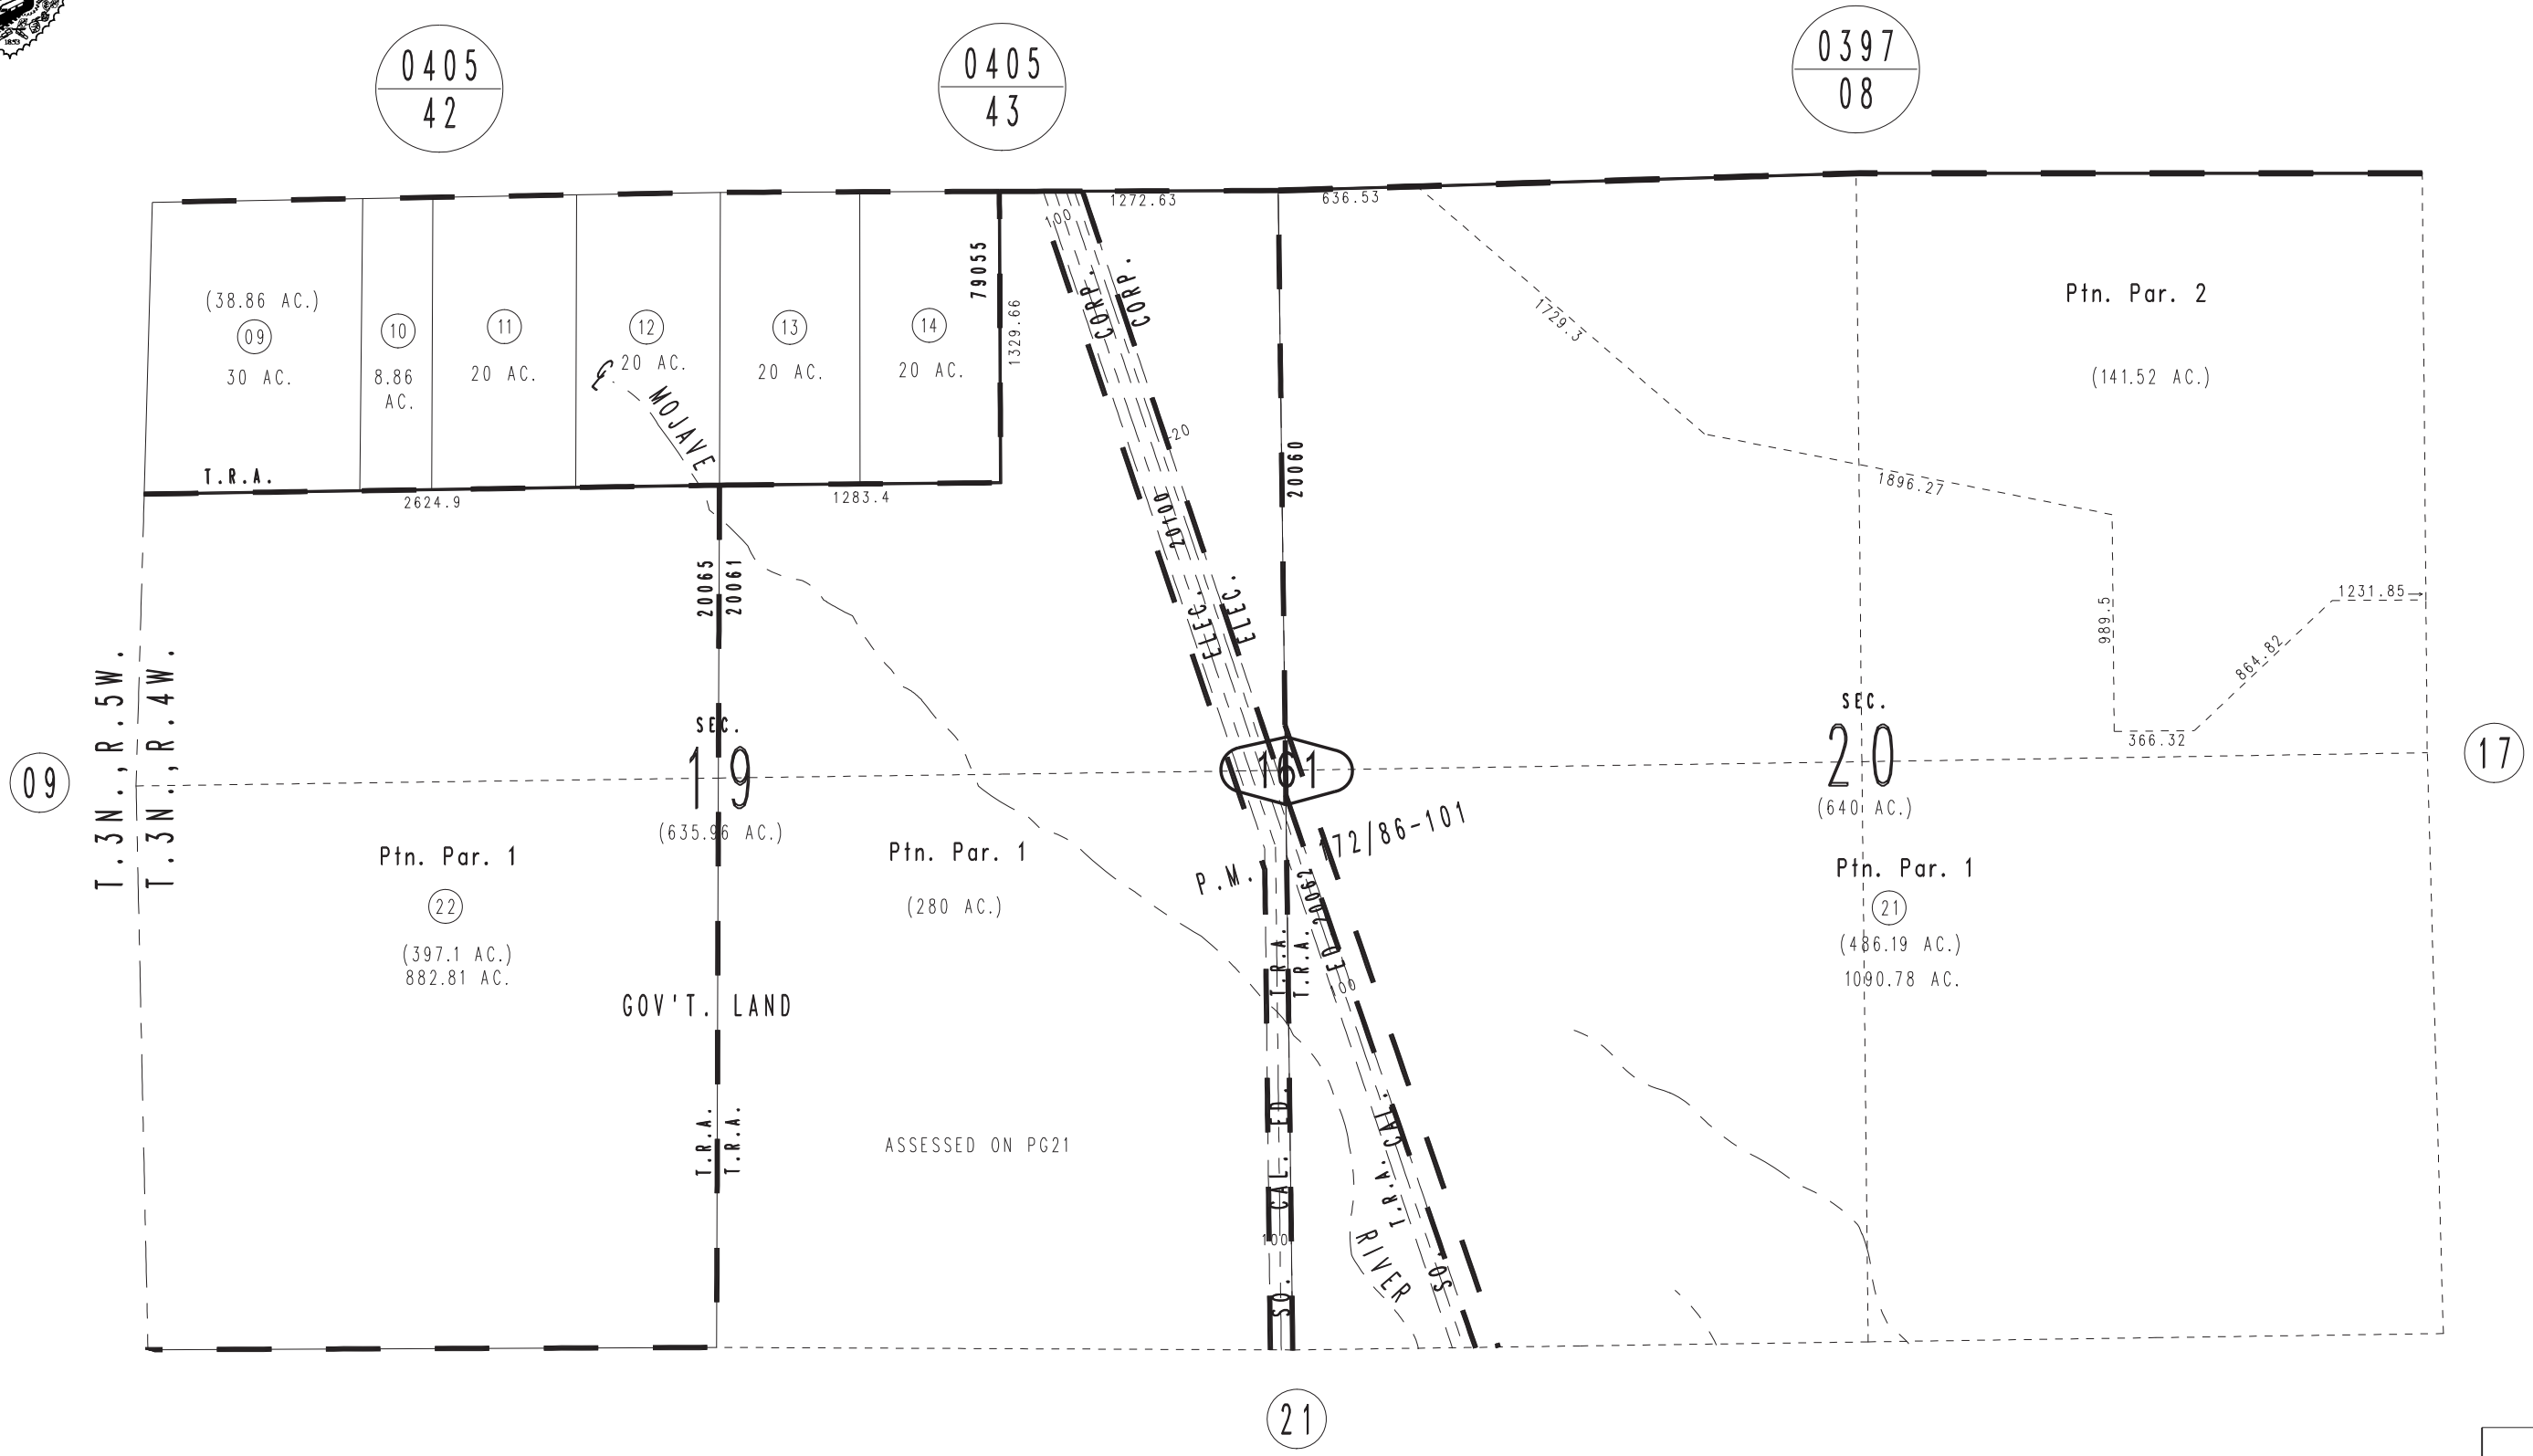 1853
0405
42
0405
43
0397
08
1272.63
636.53
100
79055
1329.66
CORP.
CORP.
1729.3
Ptn. Par. 2
(141.52 AC.)
(38.86 AC.)
09
30 AC.
10
8.86
AC.
11
20 AC.
12
20 AC.
13
20 AC.
14
20 AC.
℄
MOJAVE
T.R.A.
2624.9
1283.4
20
20060
20100
1896.27
20065
20061
ELEC.
ELEC.
989.5
1231.85
864.82
366.32
T.3N.,R.5W.
T.3N.,R.4W.
09
SEC.
19
(635.96 AC.)
161
SEC.
20
(640 AC.)
17
P.M. 172/86-101
Ptn. Par. 1
22
(397.1 AC.)
882.81 AC.
Ptn. Par. 1
(280 AC.)
Ptn. Par. 1
21
(486.19 AC.)
1090.78 AC.
20062
T.R.A.
T.R.A.
ED.
100
GOV'T. LAND
T.R.A.
T.R.A.
ASSESSED ON PG21
SO. CAL. ED.
100
T.R.A.
CAL.
SO.
RIVER
21